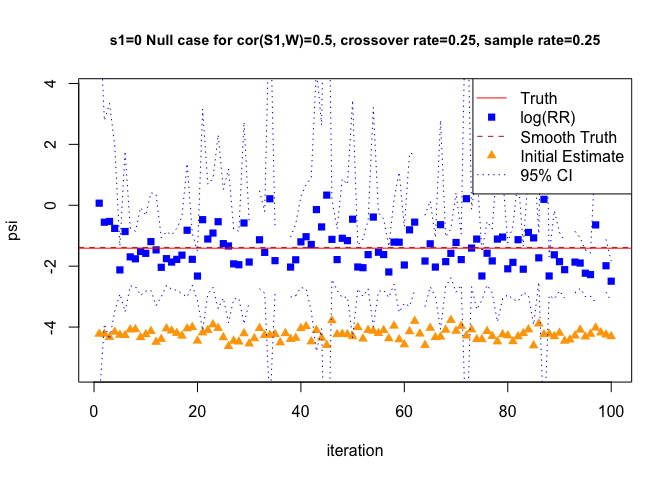 s1=0 Null case for cor(S1,W)=0.5, crossover rate=0.25, sample rate=0.25
Truth
log(RR)
Smooth Truth
Initial Estimate
95% CI
psi
4
2
0
-2
-4
0 20 40 60 80 100
iteration